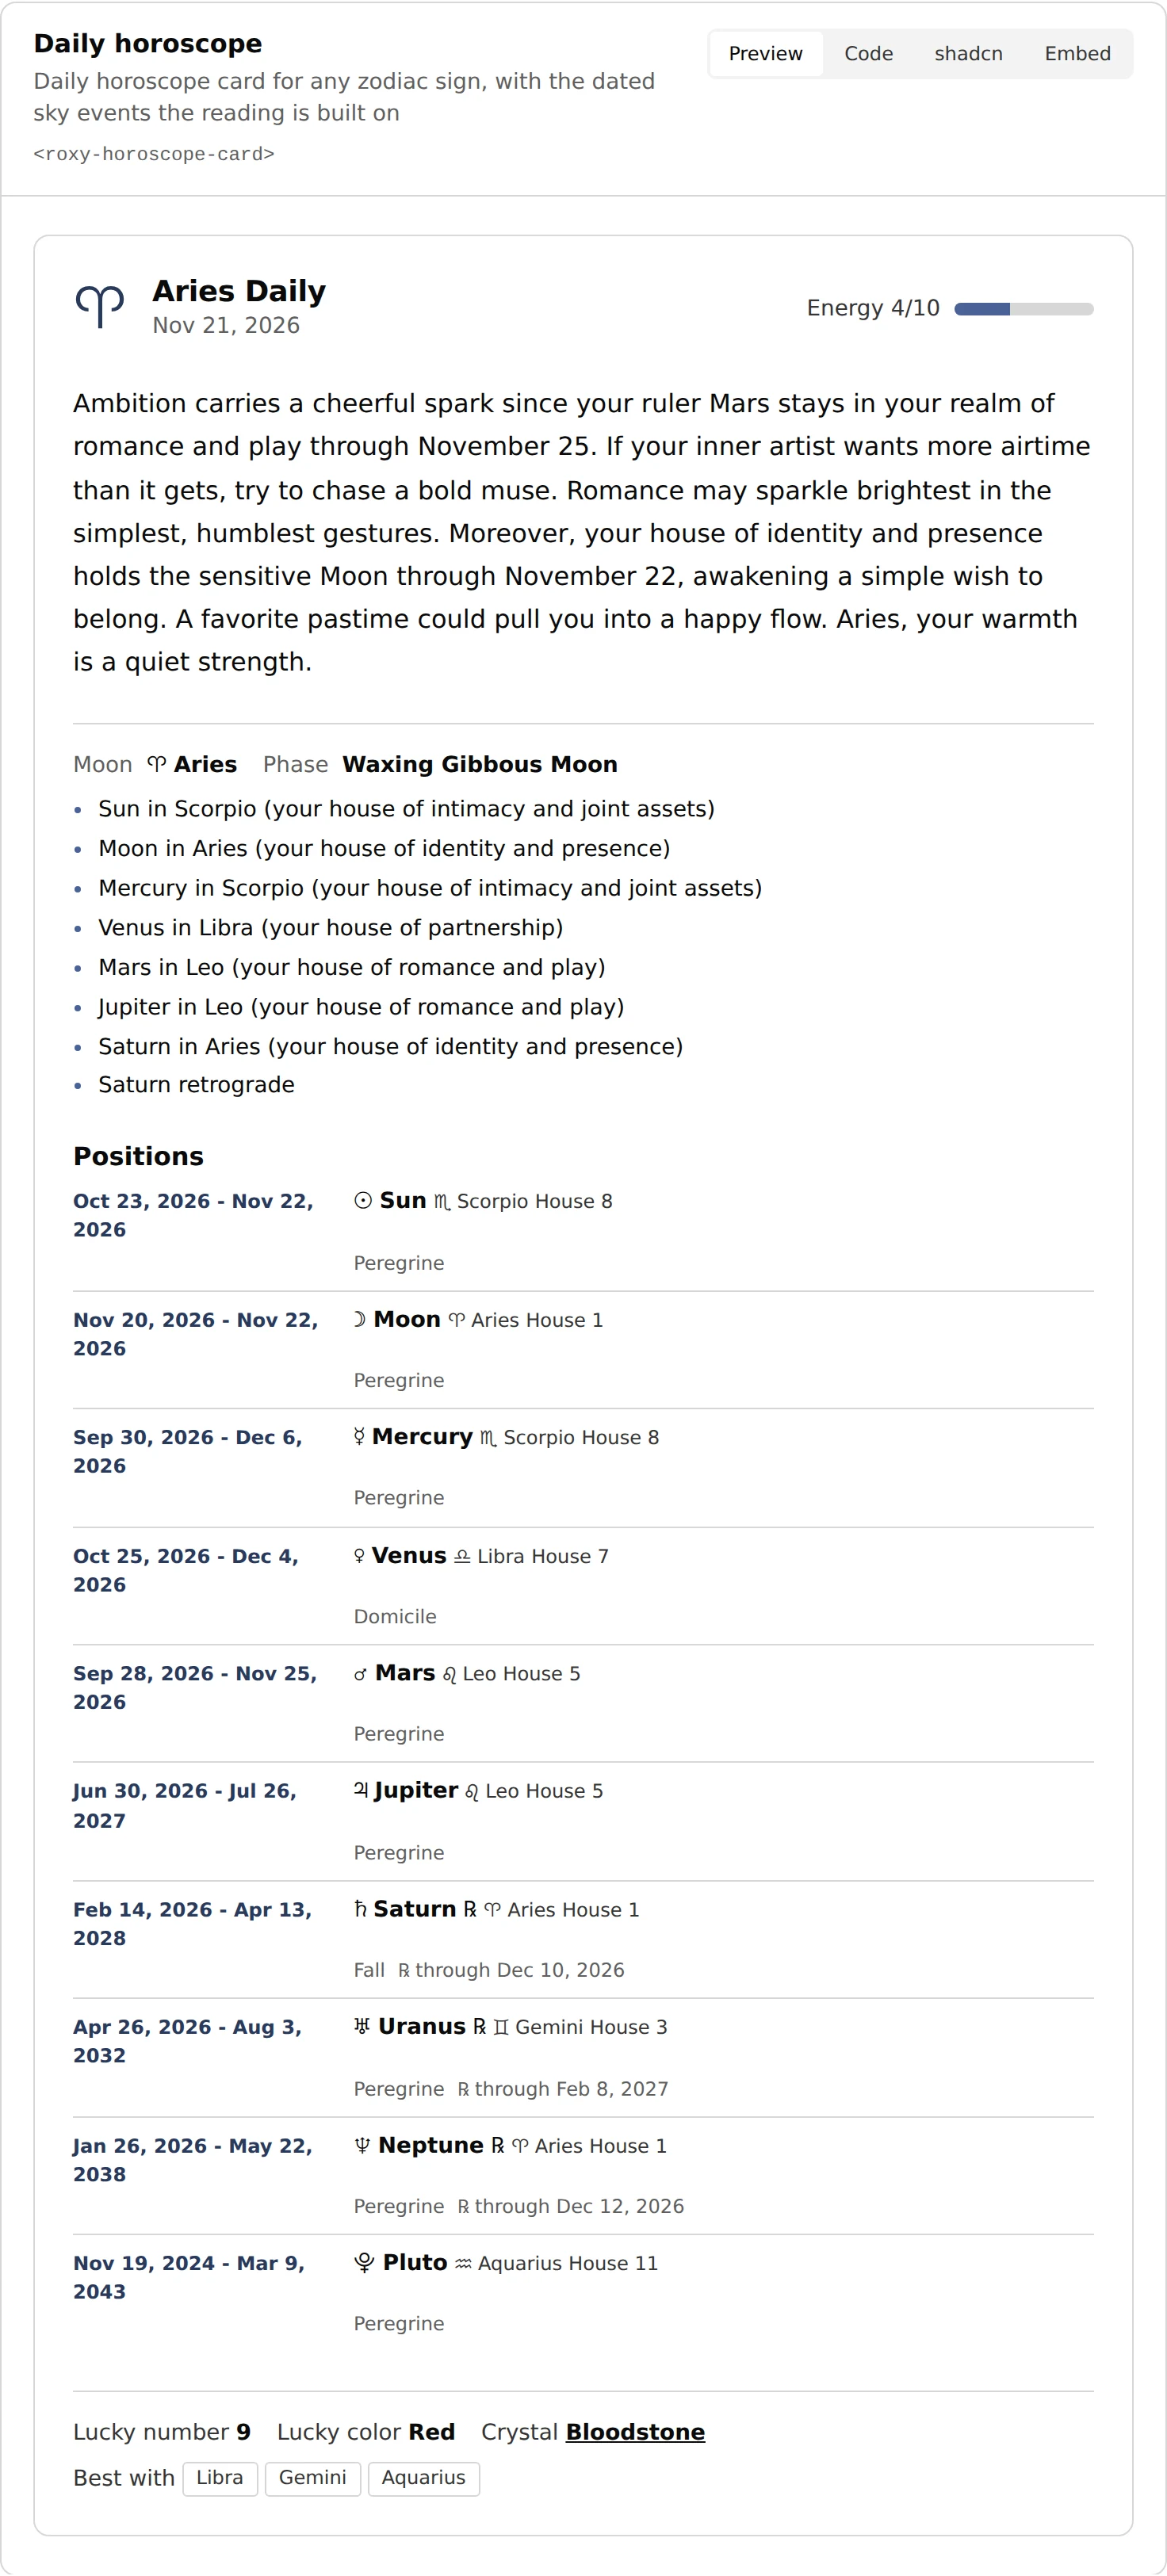 Daily horoscope
Preview Code shadcn Embed
Daily horoscope card for any zodiac sign, with the dated
sky events the reading is built on
<roxy-horoscope-card>
♈ Aries Daily
Nov 21, 2026
Energy 4/10
Ambition carries a cheerful spark since your ruler Mars stays in your realm of
romance and play through November 25. If your inner artist wants more airtime
than it gets, try to chase a bold muse. Romance may sparkle brightest in the
simplest, humblest gestures. Moreover, your house of identity and presence
holds the sensitive Moon through November 22, awakening a simple wish to
belong. A favorite pastime could pull you into a happy flow. Aries, your warmth
is a quiet strength.
Moon ♈ Aries Phase Waxing Gibbous Moon
• Sun in Scorpio (your house of intimacy and joint assets)
• Moon in Aries (your house of identity and presence)
• Mercury in Scorpio (your house of intimacy and joint assets)
• Venus in Libra (your house of partnership)
• Mars in Leo (your house of romance and play)
• Jupiter in Leo (your house of romance and play)
• Saturn in Aries (your house of identity and presence)
• Saturn retrograde
Positions
Oct 23, 2026 - Nov 22,
2026
☉ Sun ♏ Scorpio House 8
Peregrine
Nov 20, 2026 - Nov 22,
2026
☽ Moon ♈ Aries House 1
Peregrine
Sep 30, 2026 - Dec 6,
2026
☿ Mercury ♏ Scorpio House 8
Peregrine
Oct 25, 2026 - Dec 4,
2026
♀ Venus ♎ Libra House 7
Domicile
Sep 28, 2026 - Nov 25,
2026
♂ Mars ♌ Leo House 5
Peregrine
Jun 30, 2026 - Jul 26,
2027
♃ Jupiter ♌ Leo House 5
Peregrine
Feb 14, 2026 - Apr 13,
2028
♄ Saturn ℞ ♈ Aries House 1
Fall ℞ through Dec 10, 2026
Apr 26, 2026 - Aug 3,
2032
♅ Uranus ℞ ♊ Gemini House 3
Peregrine ℞ through Feb 8, 2027
Jan 26, 2026 - May 22,
2038
♆ Neptune ℞ ♈ Aries House 1
Peregrine ℞ through Dec 12, 2026
Nov 19, 2024 - Mar 9,
2043
⯓ Pluto ♒ Aquarius House 11
Peregrine
Lucky number 9 Lucky color Red Crystal Bloodstone
Best with Libra Gemini Aquarius